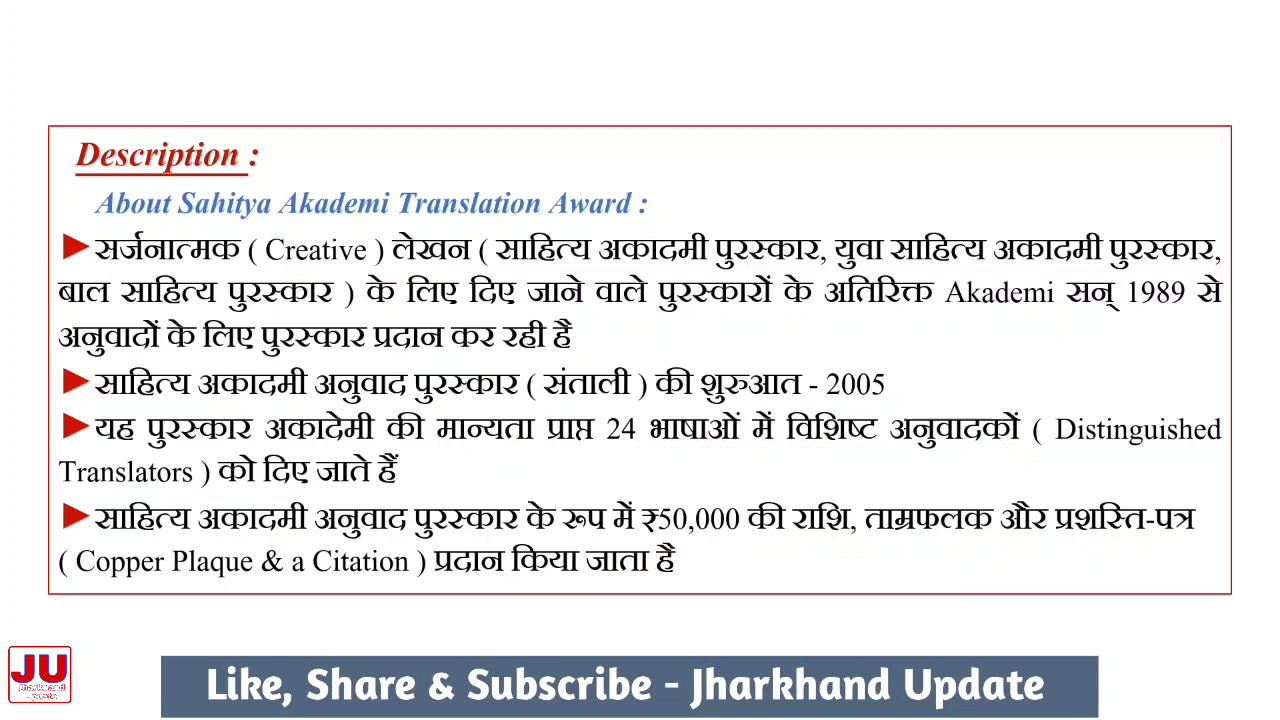 Description :
About Sahitya Akademi Translation Award :
►सर्जनात्मक ( Creative ) लेखन ( साहित्य अकादमी पुरस्कार, युवा साहित्य अकादमी पुरस्कार,
बाल साहित्य पुरस्कार ) के लिए दिए जाने वाले पुरस्कारों के अतिरिक्त Akademi सन् 1989 से
अनुवादों के लिए पुरस्कार प्रदान कर रही है
►साहित्य अकादमी अनुवाद पुरस्कार ( संताली ) की शुरुआत - 2005
►यह पुरस्कार अकादेमी की मान्यता प्राप्त 24 भाषाओं में विशिष्ट अनुवादकों ( Distinguished
Translators ) को दिए जाते हैं
►साहित्य अकादमी अनुवाद पुरस्कार के रूप में ₹50,000 की राशि, ताम्रफलक और प्रशस्ति-पत्र
( Copper Plaque & a Citation ) प्रदान किया जाता है
JU
Jharkhand
Update
Like, Share & Subscribe - Jharkhand Update